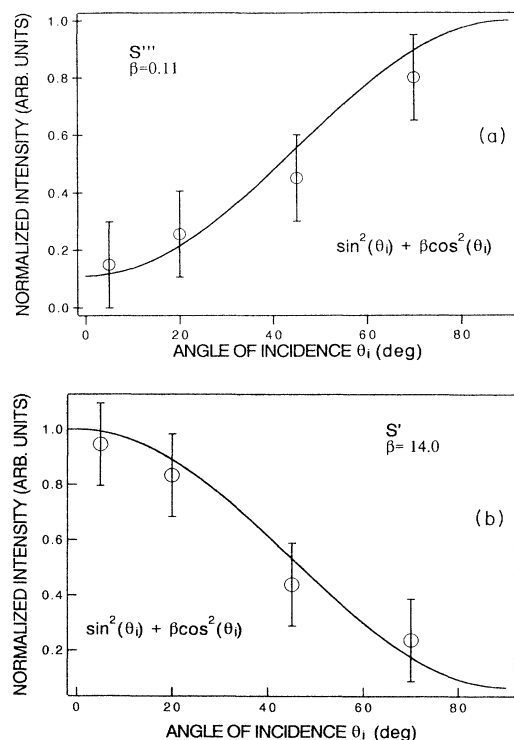 NORMALIZED INTENSITY (ARB. UNITS)
1.0
0.8
0.6
0.4
0.2
0.0
S'''
β=0.11
(a)
sin²(θi) + βcos²(θi)
0 20 40 60 80
ANGLE OF INCIDENCE θi (deg)
NORMALIZED INTENSITY (ARB. UNITS)
1.0
0.8
0.6
0.4
0.2
S'
β= 14.0
(b)
sin²(θi) + βcos²(θi)
0 20 40 60 80
ANGLE OF INCIDENCE θi (deg)